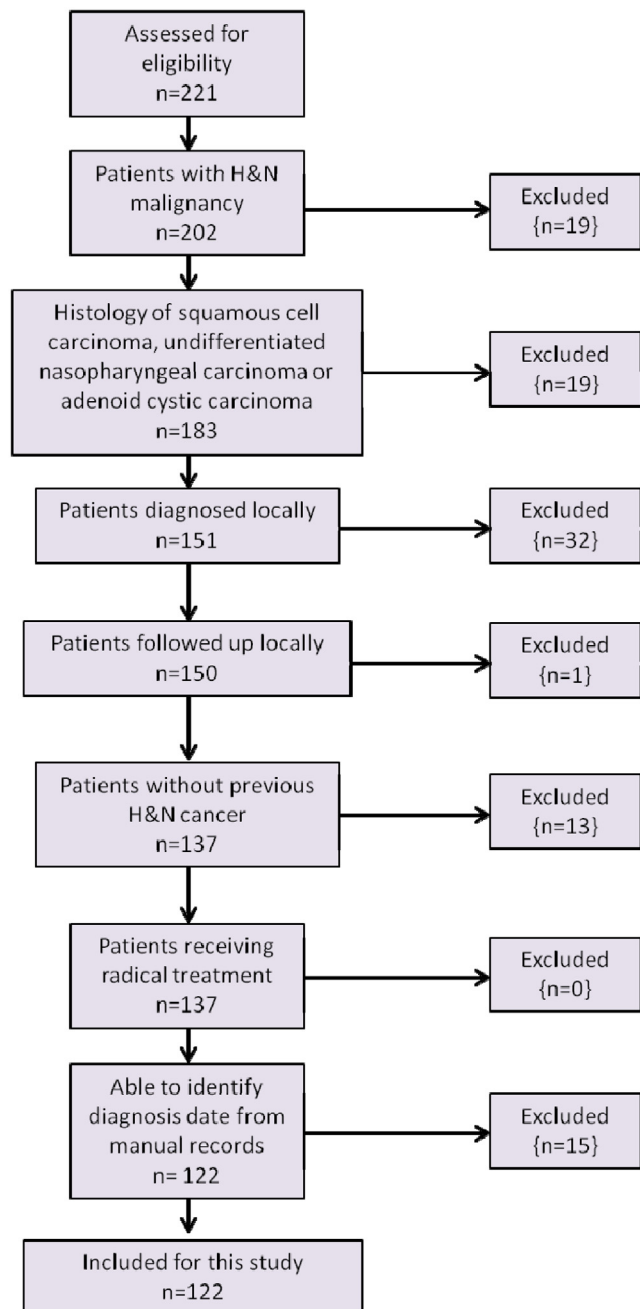 Assessed for
eligibility
n=221
Patients with H&N
malignancy
n=202
Excluded
{n=19}
Histology of squamous cell
carcinoma, undifferentiated
nasopharyngeal carcinoma or
adenoid cystic carcinoma
n=183
Excluded
{n=19}
Patients diagnosed locally
n=151
Excluded
{n=32}
Patients followed up locally
n=150
Excluded
{n=1}
Patients without previous
H&N cancer
n=137
Excluded
{n=13}
Patients receiving
radical treatment
n=137
Excluded
{n=0}
Able to identify
diagnosis date from
manual records
n= 122
Excluded
{n=15}
Included for this study
n=122